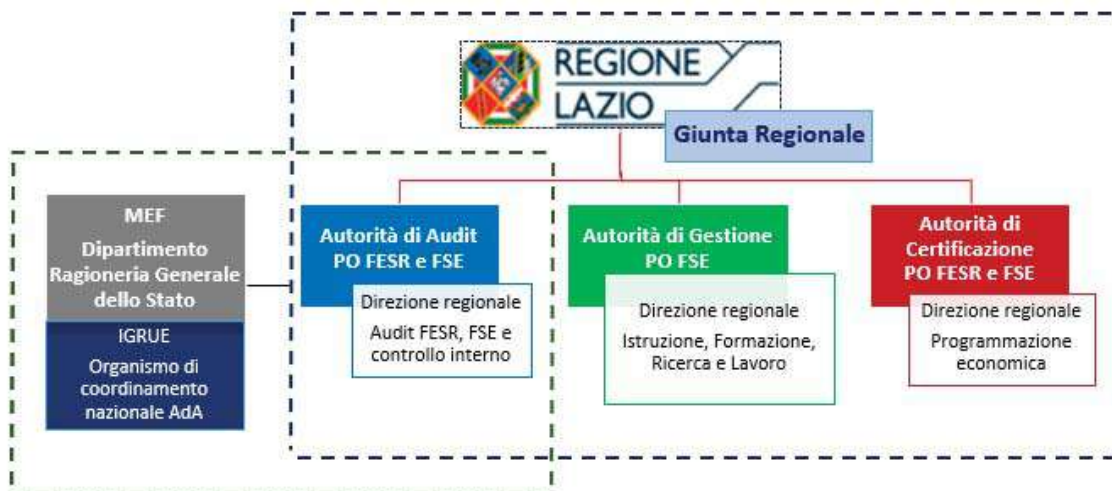 REGIONE
LAZIO
Giunta Regionale
MEF
Dipartimento
Ragioneria Generale
dello Stato
IGRUE
Organismo di
coordinamento
nazionale AdA
Autorità di Audit
PO FESR e FSE
Direzione regionale
Audit FESR, FSE e
controllo interno
Autorità di Gestione
PO FSE
Direzione regionale
Istruzione, Formazione,
Ricerca e Lavoro
Autorità di
Certificazione
PO FESR e FSE
Direzione regionale
Programmazione
economica